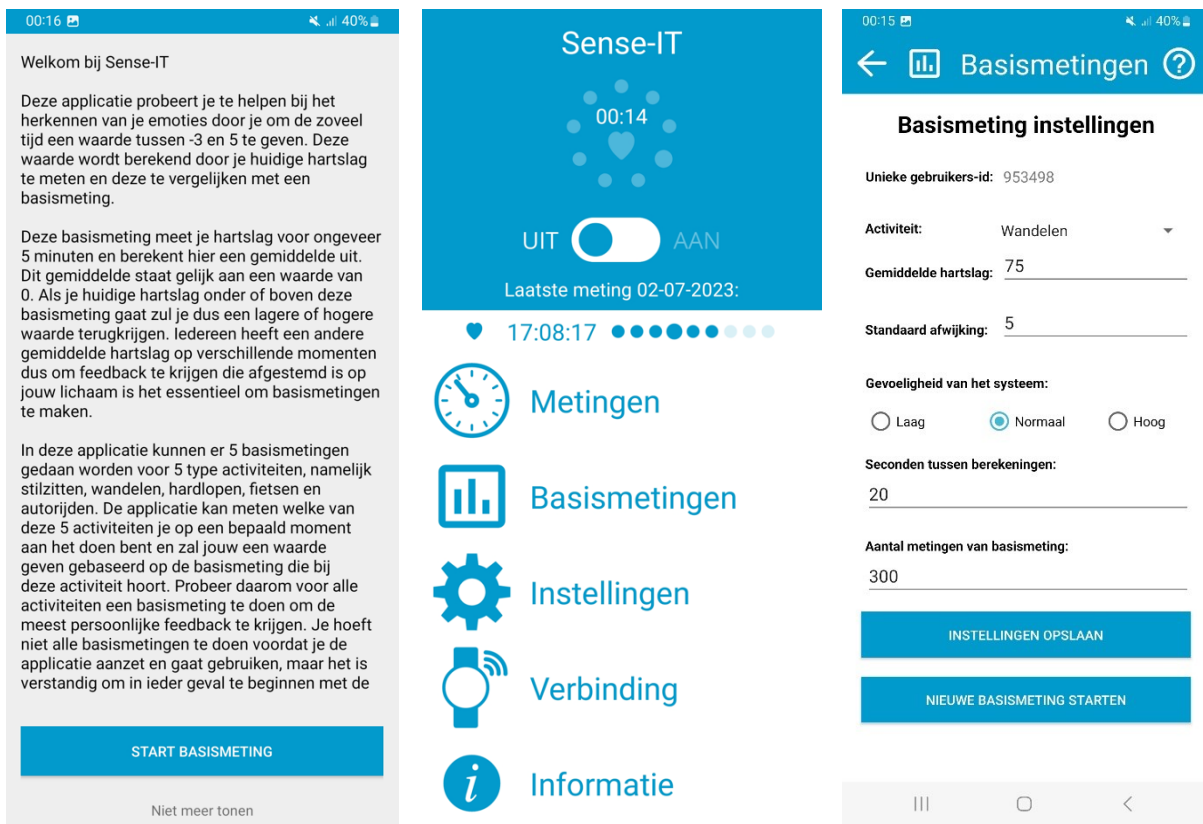 00:16
40%
Welkom bij Sense-IT
Deze applicatie probeert je te helpen bij het
herkennen van je emoties door je om de zoveel
tijd een waarde tussen -3 en 5 te geven. Deze
waarde wordt berekend door je huidige hartslag
te meten en deze te vergelijken met een
basismeting.
Deze basismeting meet je hartslag voor ongeveer
5 minuten en berekent hier een gemiddelde uit.
Dit gemiddelde staat gelijk aan een waarde van
0. Als je huidige hartslag onder of boven deze
basismeting gaat zul je dus een lagere of hogere
waarde terugkrijgen. Iedereen heeft een andere
gemiddelde hartslag op verschillende momenten
dus om feedback te krijgen die afgestemd is op
jouw lichaam is het essentieel om basismetingen
te maken.
In deze applicatie kunnen er 5 basismetingen
gedaan worden voor 5 type activiteiten, namelijk
stilzitten, wandelen, hardlopen, fietsen en
autorijden. De applicatie kan meten welke van
deze 5 activiteiten je op een bepaald moment
aan het doen bent en zal jouw een waarde
geven gebaseerd op de basismeting die bij
deze activiteit hoort. Probeer daarom voor alle
activiteiten een basismeting te doen om de
meest persoonlijke feedback te krijgen. Je hoeft
niet alle basismetingen te doen voordat je de
applicatie aanzet en gaat gebruiken, maar het is
verstandig om in ieder geval te beginnen met de
START BASISMETING
Niet meer tonen
Sense-IT
00:14
UIT AAN
Laatste meting 02-07-2023:
17:08:17
Metingen
Basismetingen
Instellingen
Verbinding
i Informatie
00:15
40%
Basismetingen ?
Basismeting instellingen
Unieke gebruikers-id: 953498
Activiteit: Wandelen
Gemiddelde hartslag: 75
Standaard afwijking: 5
Gevoeligheid van het systeem:
Laag Normaal Hoog
Seconden tussen berekeningen:
20
Aantal metingen van basismeting:
300
INSTELLINGEN OPSLAAN
NIEUWE BASISMETING STARTEN